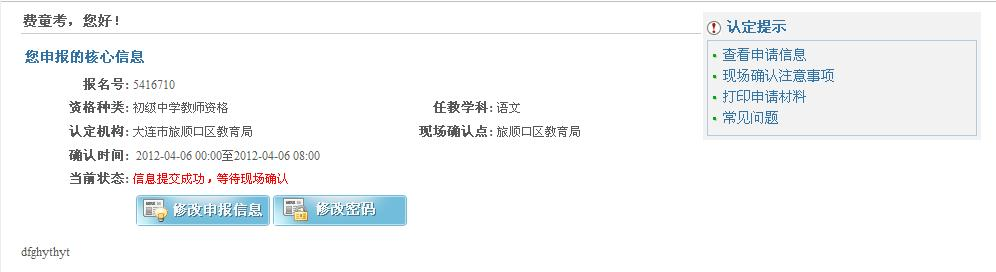 费童考，您好！
您申报的核心信息
报名号: 5416710
资格种类: 初级中学教师资格 任教学科: 语文
认定机构: 大连市旅顺口区教育局 现场确认点: 旅顺口区教育局
确认时间: 2012-04-06 00:00至2012-04-06 08:00
当前状态: 信息提交成功，等待现场确认
修改申报信息 修改密码
dfghythyt
认定提示
查看申请信息
现场确认注意事项
打印申请材料
常见问题